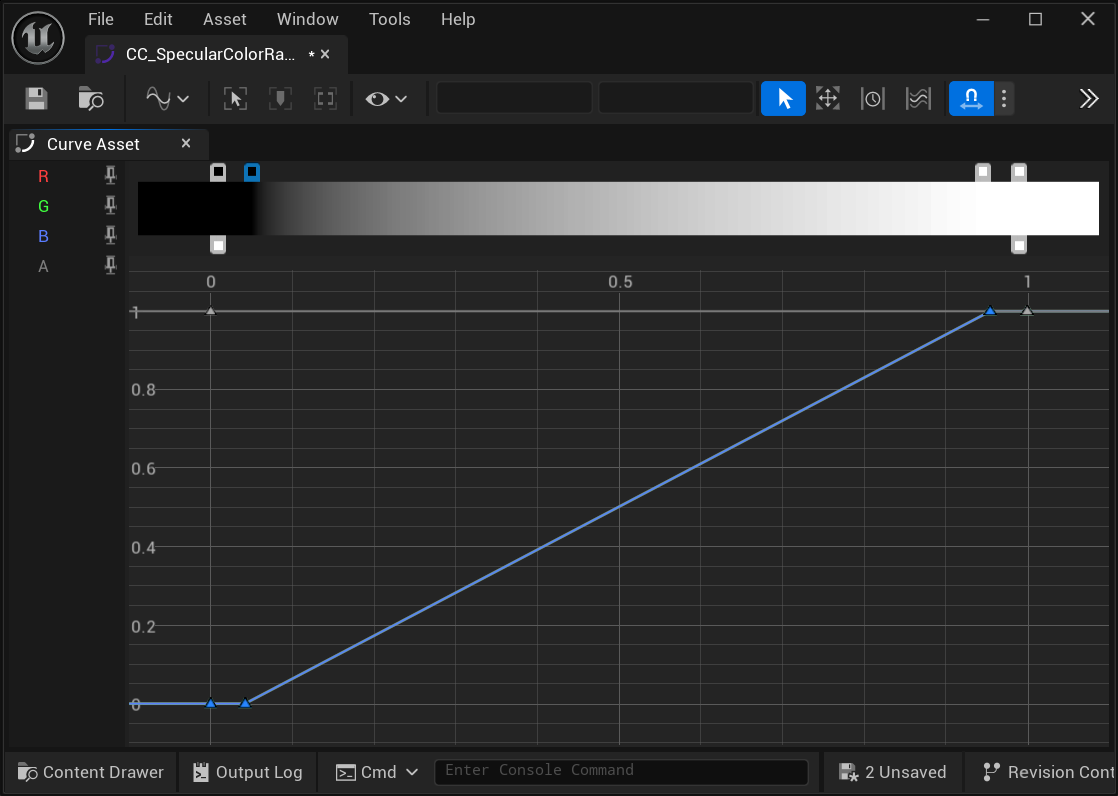 File Edit Asset Window Tools Help
CC_SpecularColorRa... *
Curve Asset
R
G
B
A
0 0.5 1
1
0.8
0.6
0.4
0.2
0
Content Drawer Output Log Cmd Enter Console Command 2 Unsaved Revision Cont